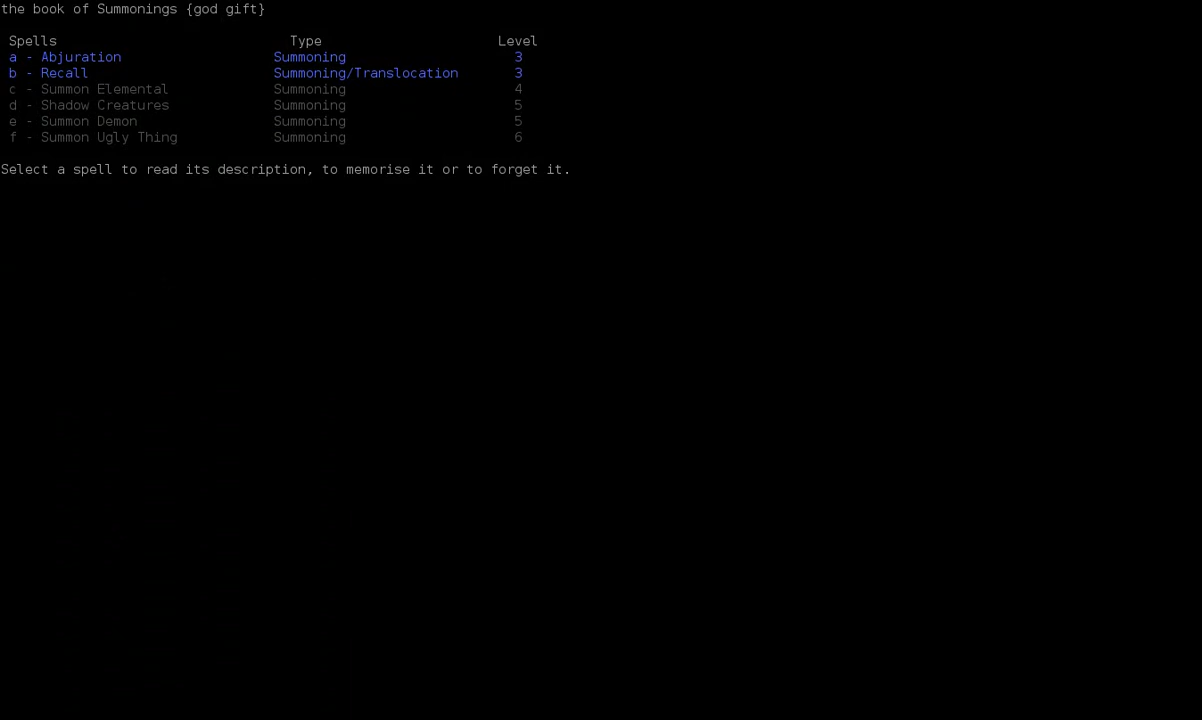 the book of Summonings {god gift}
Spells Type Level
a - Abjuration Summoning 3
b - Recall Summoning/Translocation 3
c - Summon Elemental Summoning 4
d - Shadow Creatures Summoning 5
e - Summon Demon Summoning 5
f - Summon Ugly Thing Summoning 6
Select a spell to read its description, to memorise it or to forget it.